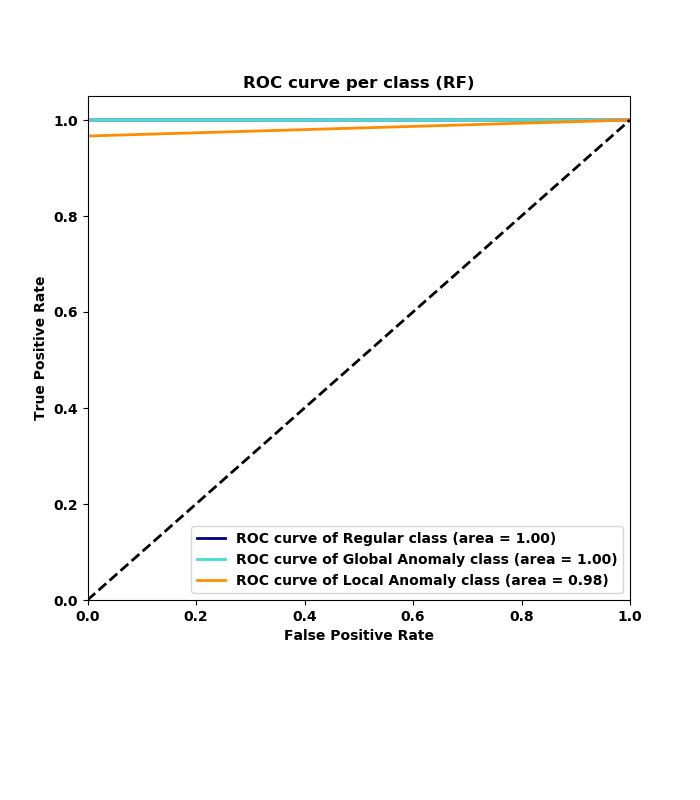 ROC curve per class (RF)
1.0
0.8
0.6
0.4
0.2
0.0
True Positive Rate
ROC curve of Regular class (area = 1.00)
ROC curve of Global Anomaly class (area = 1.00)
ROC curve of Local Anomaly class (area = 0.98)
0.0 0.2 0.4 0.6 0.8 1.0
False Positive Rate